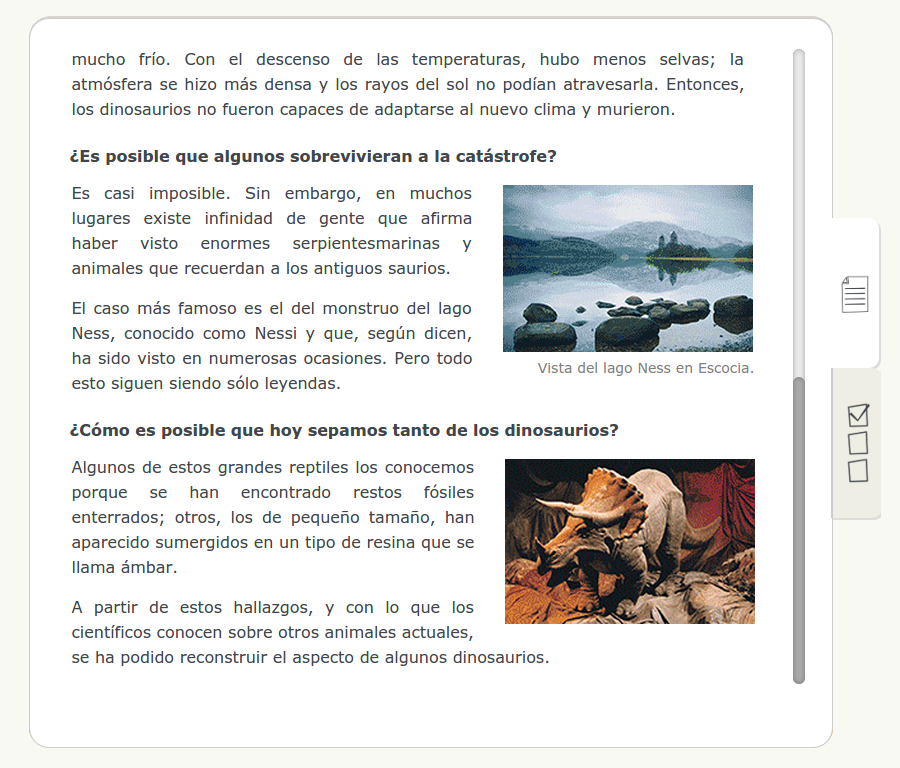 mucho frío. Con el descenso de las temperaturas, hubo menos selvas; la
atmósfera se hizo más densa y los rayos del sol no podían atravesarla. Entonces,
los dinosaurios no fueron capaces de adaptarse al nuevo clima y murieron.
¿Es posible que algunos sobrevivieran a la catástrofe?
Es casi imposible. Sin embargo, en muchos
lugares existe infinidad de gente que afirma
haber visto enormes serpientesmarinas y
animales que recuerdan a los antiguos saurios.
El caso más famoso es el del monstruo del lago
Ness, conocido como Nessi y que, según dicen,
ha sido visto en numerosas ocasiones. Pero todo
esto siguen siendo sólo leyendas.
Vista del lago Ness en Escocia.
¿Cómo es posible que hoy sepamos tanto de los dinosaurios?
Algunos de estos grandes reptiles los conocemos
porque se han encontrado restos fósiles
enterrados; otros, los de pequeño tamaño, han
aparecido sumergidos en un tipo de resina que se
llama ámbar.
A partir de estos hallazgos, y con lo que los
científicos conocen sobre otros animales actuales,
se ha podido reconstruir el aspecto de algunos dinosaurios.